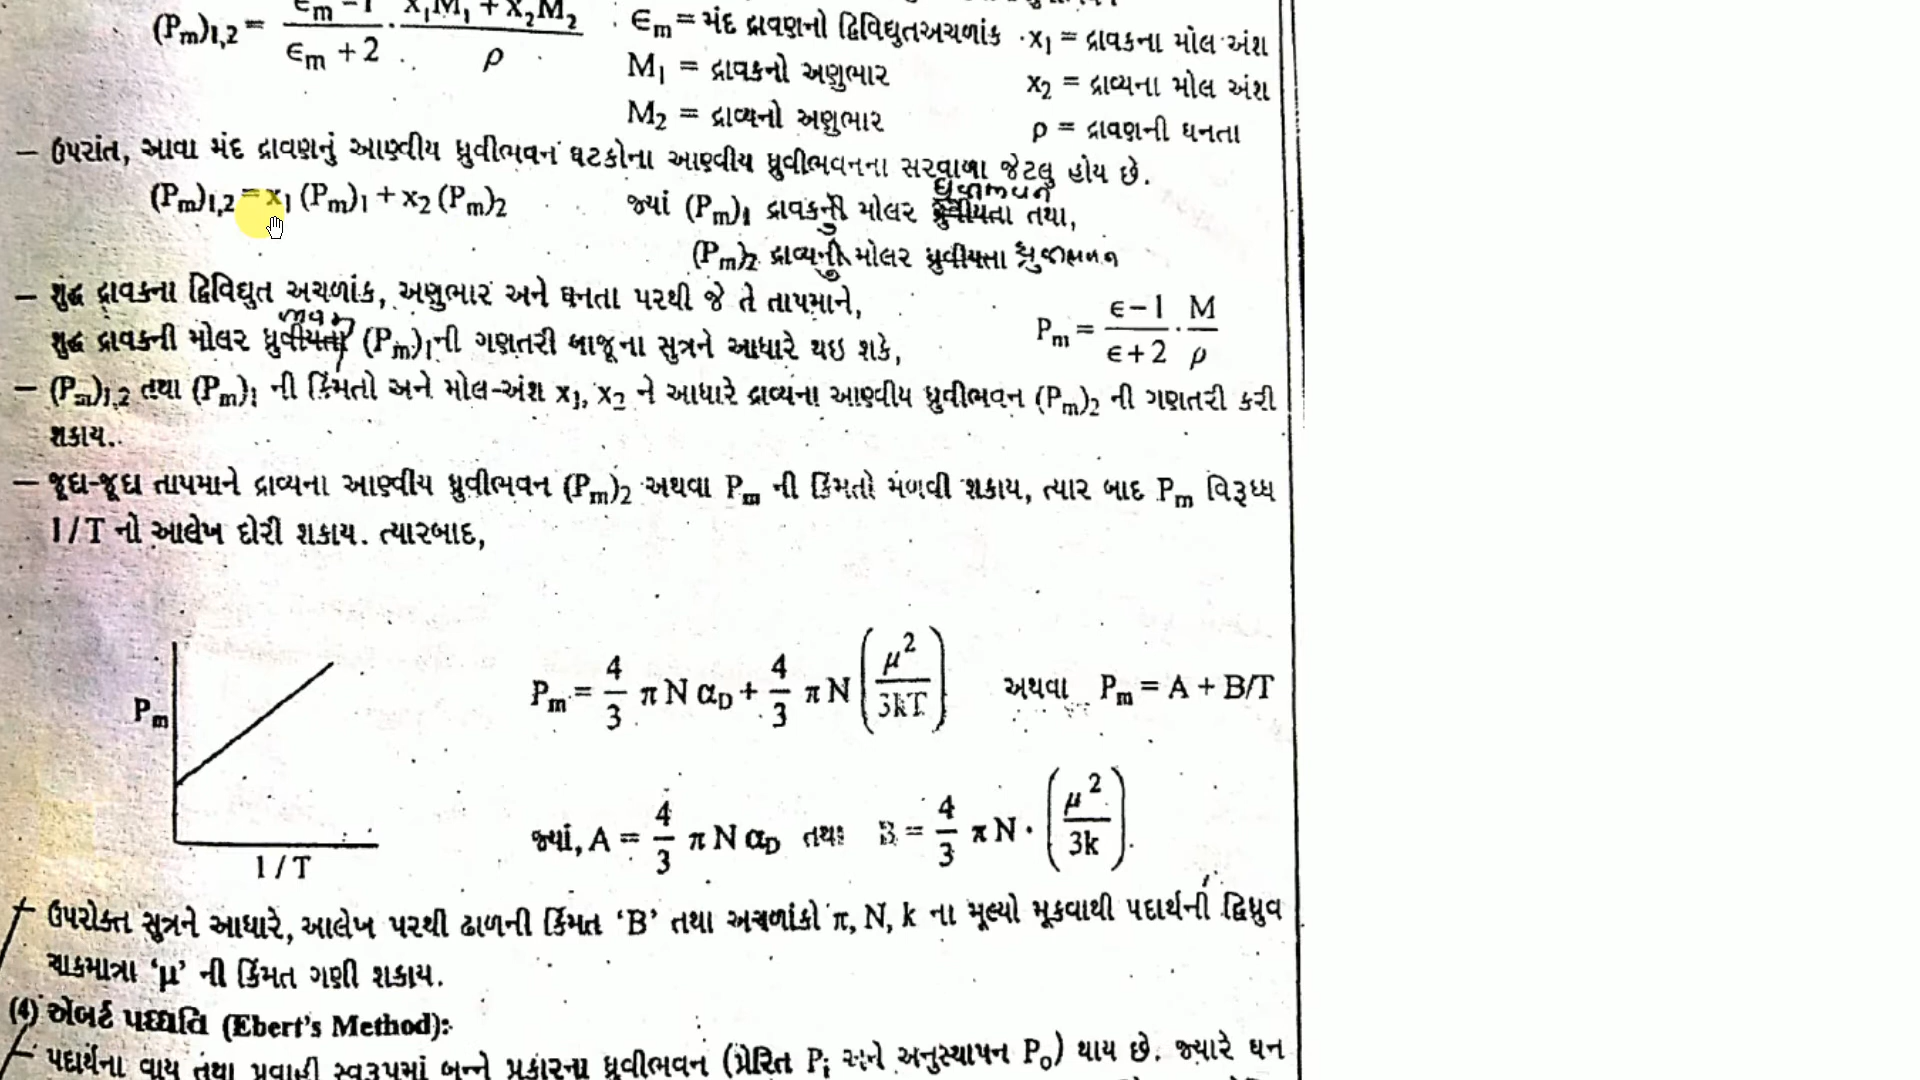 (Pm)1,2 = ϵm −1 / ϵm + 2 · x1M1 + x2M2 / ρ : ϵm = મંદ દ્રાવણનો દ્વિવિદ્યુતઅચળાંક · x1 = દ્રાવકના મોલ અંશ
M1 = દ્રાવકનો અણુભાર x2 = દ્રાવ્યના મોલ અંશ
M2 = દ્રાવ્યનો અણુભાર ρ = દ્રાવણની ઘનતા
– ઉપરાંત, આવા મંદ દ્રાવણનું આણ્વીય ધ્રુવીભવન ઘટકોના આણ્વીય ધ્રુવીભવનના સરવાળા જેટલુ હોય છે.
(Pm)1,2 = x1 (Pm)1 + x2 (Pm)2 જ્યાં (Pm)1 દ્રાવકનું મોલર ધ્રુવીયતા ધ્રુવીભવન તથા,
(Pm)2 દ્રાવ્યનું મોલર ધ્રુવીયતા ધ્રુવીભવન
– શુદ્ધ દ્રાવકના દ્વિવિદ્યુત અચળાંક, અણુભાર અને ઘનતા પરથી જે તે તાપમાને,
શુદ્ધ દ્રાવકની મોલર ધ્રુવીયતા ભવન (Pm)1ની ગણતરી બાજૂના સુત્રને આધારે થઇ શકે, Pm = ϵ−1 / ϵ+2 · M / ρ
– (Pm)1,2 તથા (Pm)1 ની કિંમતો અને મોલ-અંશ x1, x2 ને આધારે દ્રાવ્યના આણ્વીય ધ્રુવીભવન (Pm)2 ની ગણતરી કરી
શકાય.
– જૂદા-જૂદા તાપમાને દ્રાવ્યના આણ્વીય ધ્રુવીભવન (Pm)2 અથવા Pm ની કિંમતો મેળવી શકાય, ત્યાર બાદ Pm વિરૂધ્ધ
1/T નો આલેખ દોરી શકાય. ત્યારબાદ,
Pm
1/T
Pm = 4/3 π N αD + 4/3 π N (μ²/3kT) અથવા Pm = A + B/T
જ્યાં, A = 4/3 π N αD તથા B = 4/3 π N · (μ²/3k).
– ઉપરોક્ત સુત્રને આધારે, આલેખ પરથી ઢાળની કિંમત ‘B’ તથા અચળાંકો π, N, k ના મૂલ્યો મૂકવાથી પદાર્થની દ્વિધ્રુવ
ચાકમાત્રા ‘μ’ ની કિંમત ગણી શકાય.
(4) એબર્ટ પધ્ધતિ (Ebert's Method):-
– પદાર્થના વાયુ તથા પ્રવાહી સ્વરૂપમાં બન્ને પ્રકારના ધ્રુવીભવન (પ્રેરિત Pi અને અનુસ્થાપન Po) થાય છે. જ્યારે ઘન